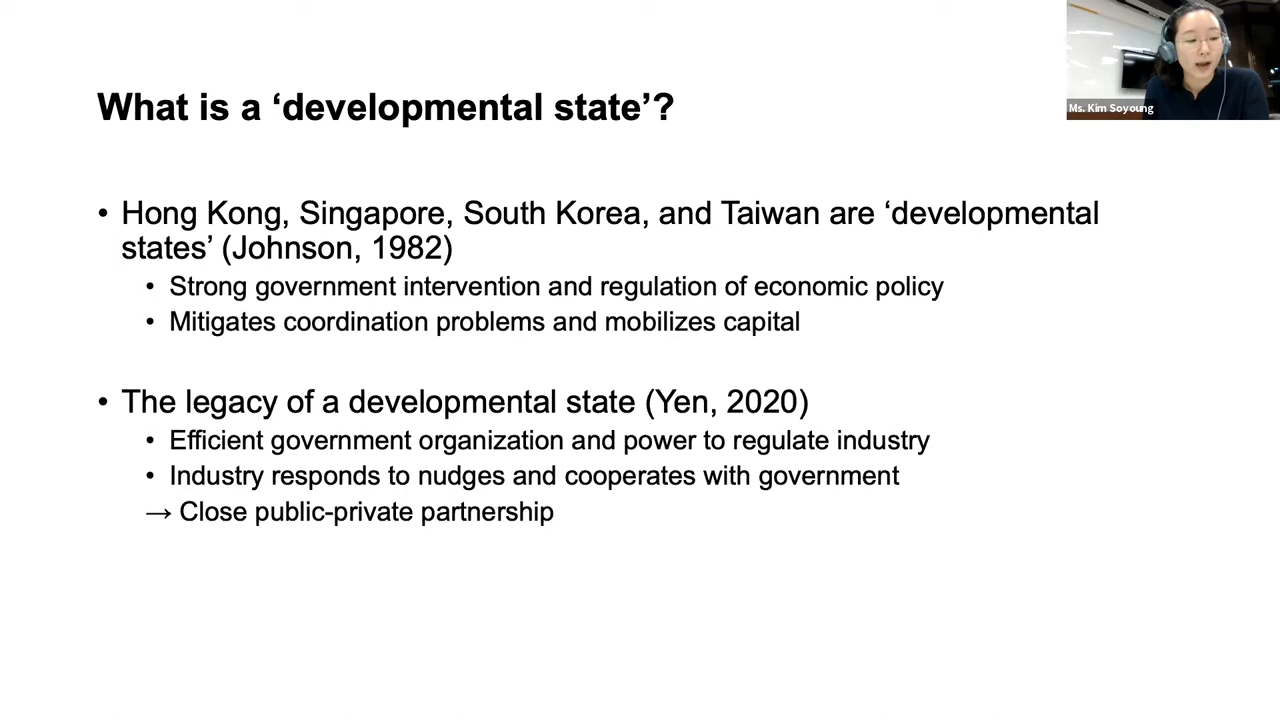 Ms. Kim Soyoung
What is a ‘developmental state’?
• Hong Kong, Singapore, South Korea, and Taiwan are ‘developmental
states’ (Johnson, 1982)
• Strong government intervention and regulation of economic policy
• Mitigates coordination problems and mobilizes capital
• The legacy of a developmental state (Yen, 2020)
• Efficient government organization and power to regulate industry
• Industry responds to nudges and cooperates with government
→ Close public-private partnership